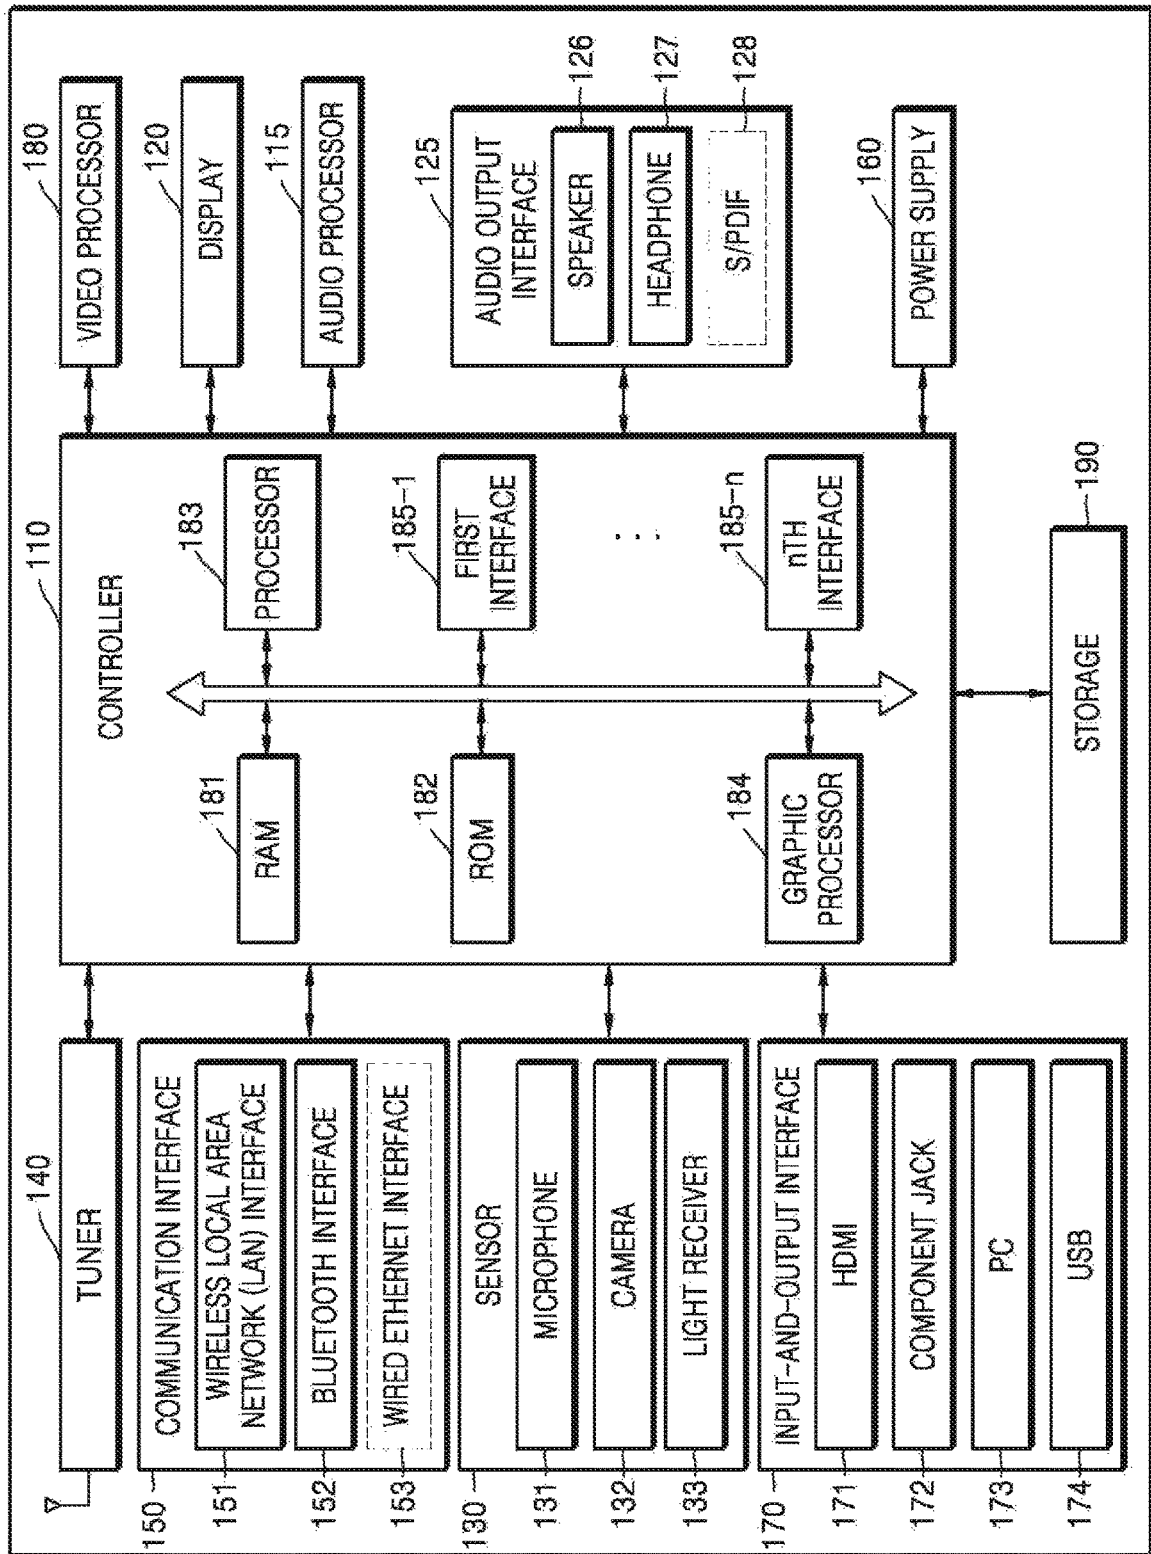 140
TUNER
150
COMMUNICATION INTERFACE
151
WIRELESS LOCAL AREA
NETWORK (LAN) INTERFACE
152
BLUETOOTH INTERFACE
153
WIRED ETHERNET INTERFACE
130
SENSOR
131
MICROPHONE
132
CAMERA
133
LIGHT RECEIVER
170
INPUT-AND-OUTPUT INTERFACE
171
HDMI
172
COMPONENT JACK
173
PC
174
USB
110
CONTROLLER
181
RAM
183
PROCESSOR
182
ROM
185-1
FIRST
INTERFACE
...
184
GRAPHIC
PROCESSOR
185-n
nTH
INTERFACE
190
STORAGE
180
VIDEO PROCESSOR
120
DISPLAY
115
AUDIO PROCESSOR
125
AUDIO OUTPUT
INTERFACE
SPEAKER
126
HEADPHONE
127
S/PDIF
128
160
POWER SUPPLY